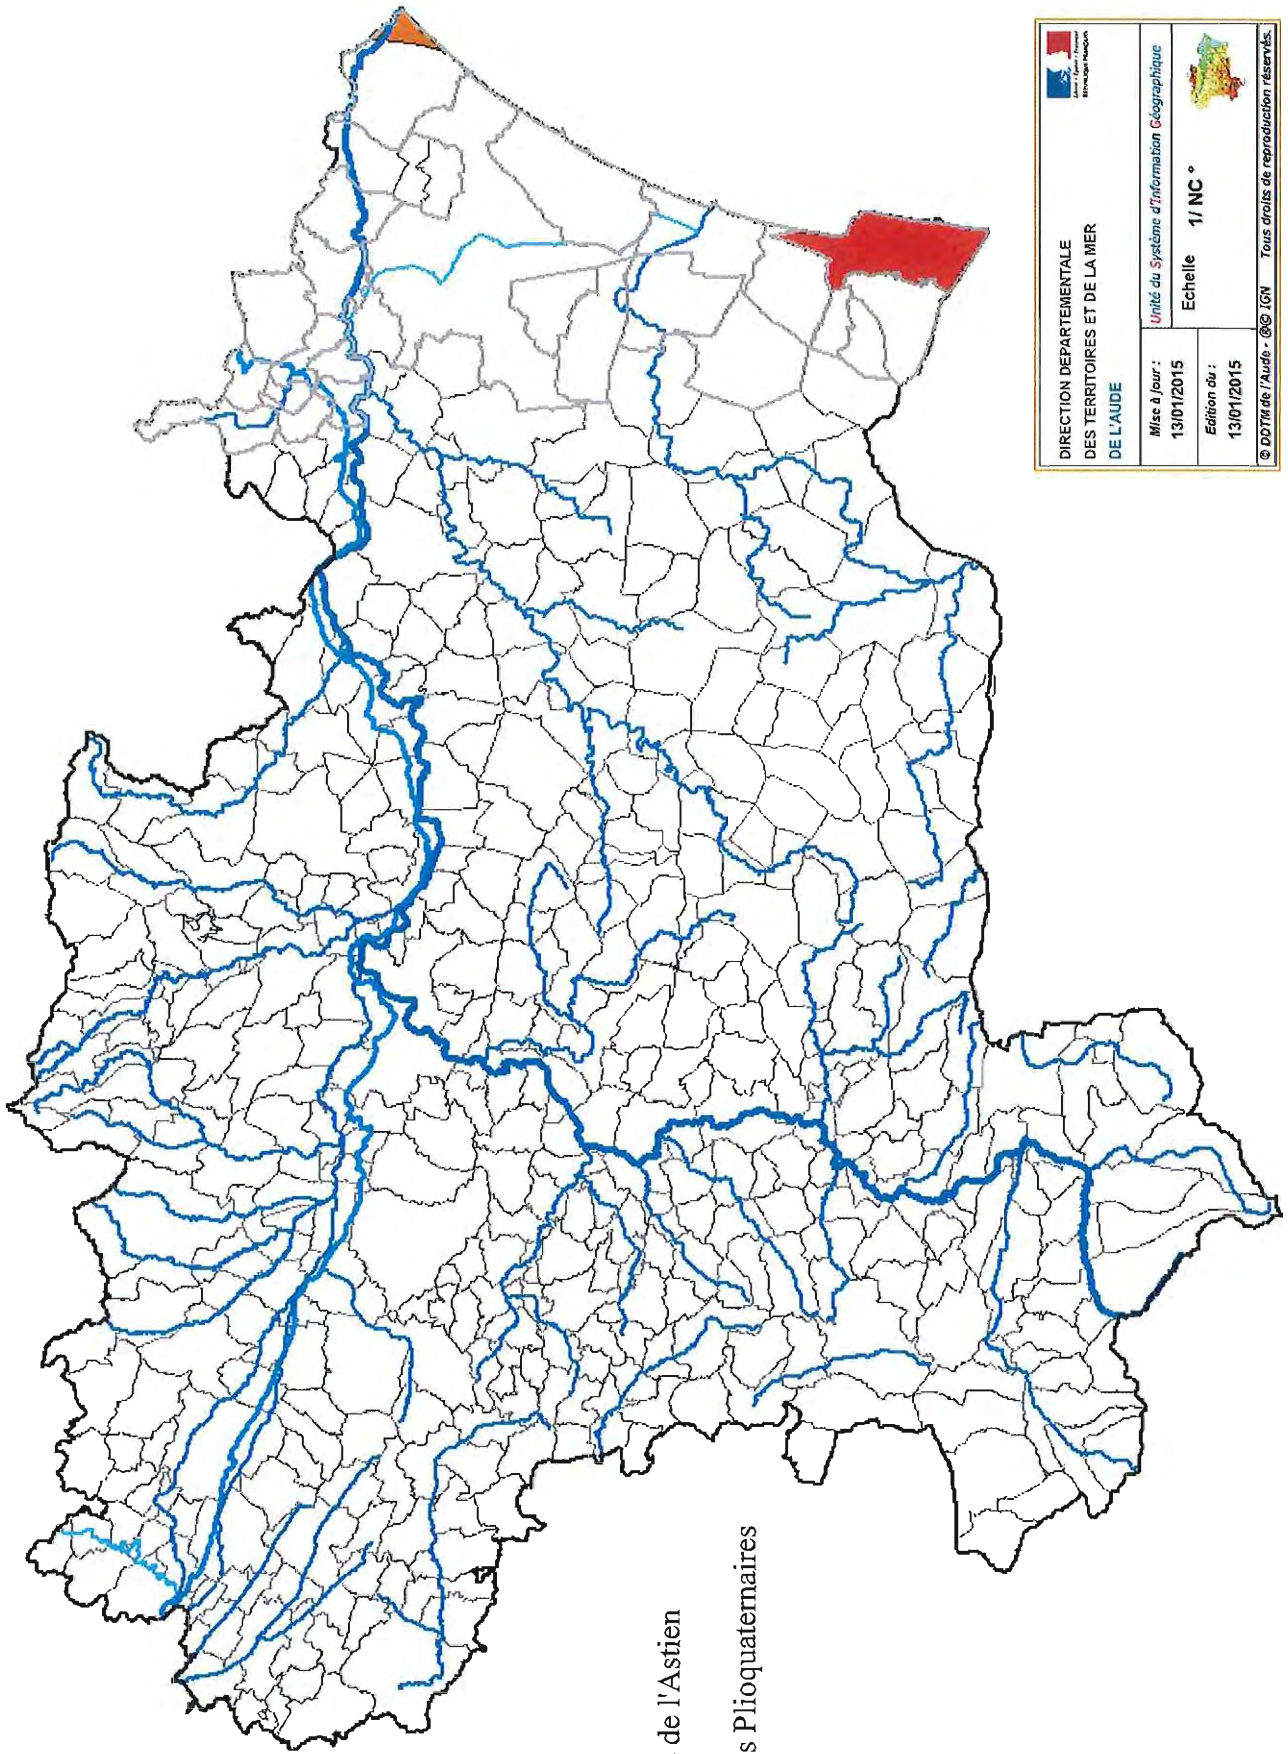 de l'Astien
s Plioquaternaires
DIRECTION DEPARTEMENTALE
DES TERRITOIRES ET DE LA MER
DE L'AUDE
Mise à jour :
13/01/2015
Unité du Système d'Information Géographique
Echelle 1/ NC °
Edition du :
13/01/2015
© DDTM de l'Aude - ®© IGN Tous droits de reproduction réservés.